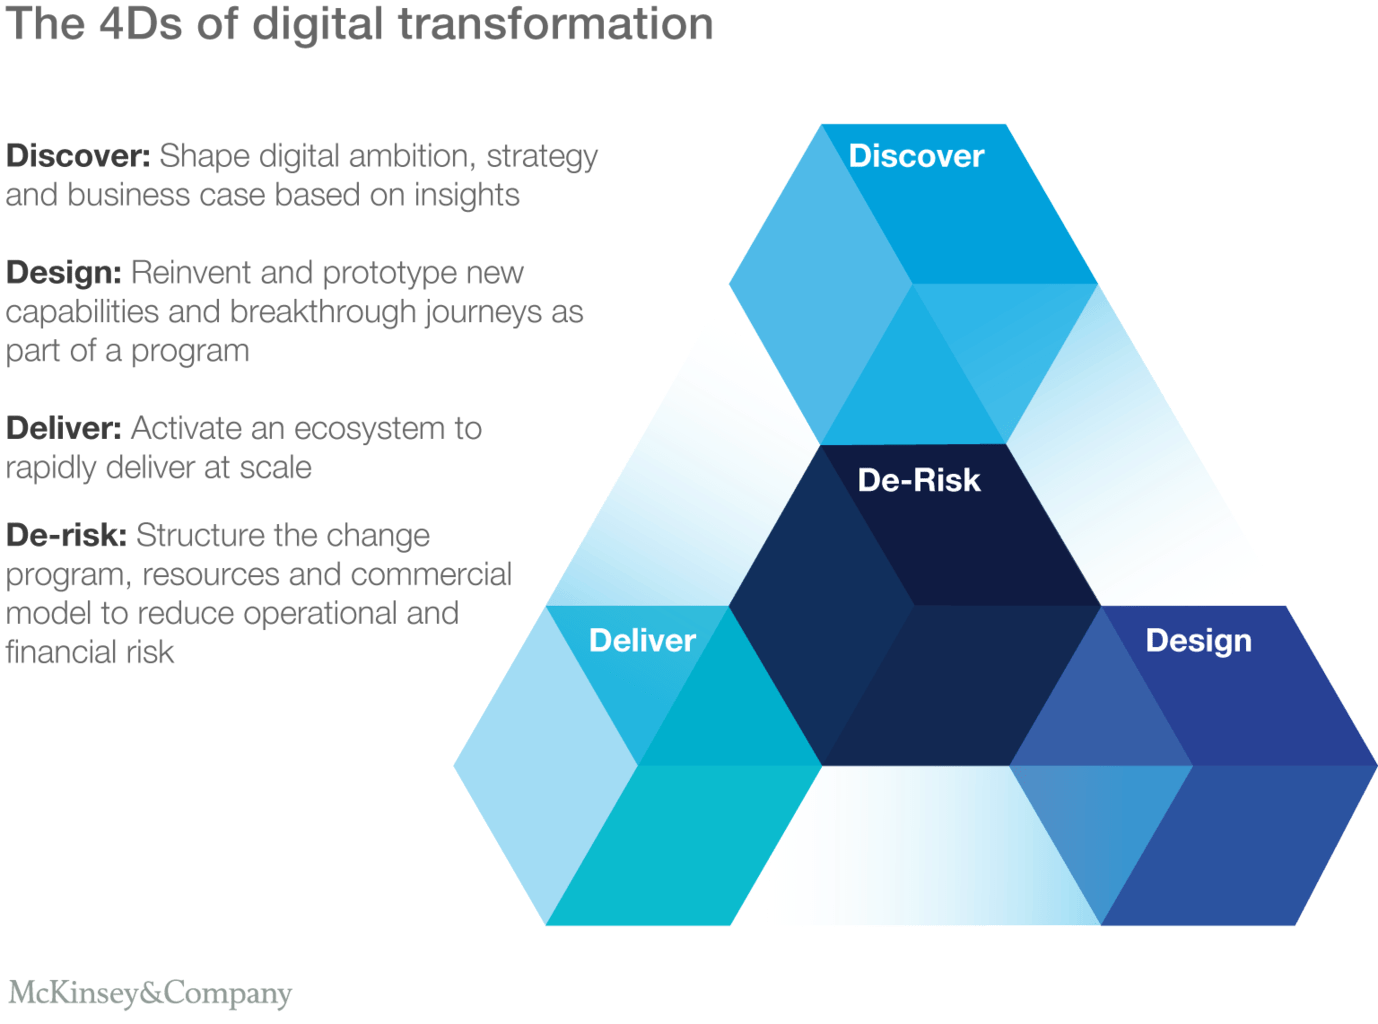 The 4Ds of digital transformation
Discover: Shape digital ambition, strategy
and business case based on insights
Design: Reinvent and prototype new
capabilities and breakthrough journeys as
part of a program
Deliver: Activate an ecosystem to
rapidly deliver at scale
De-risk: Structure the change
program, resources and commercial
model to reduce operational and
financial risk
Discover
De-Risk
Deliver
Design
McKinsey&Company